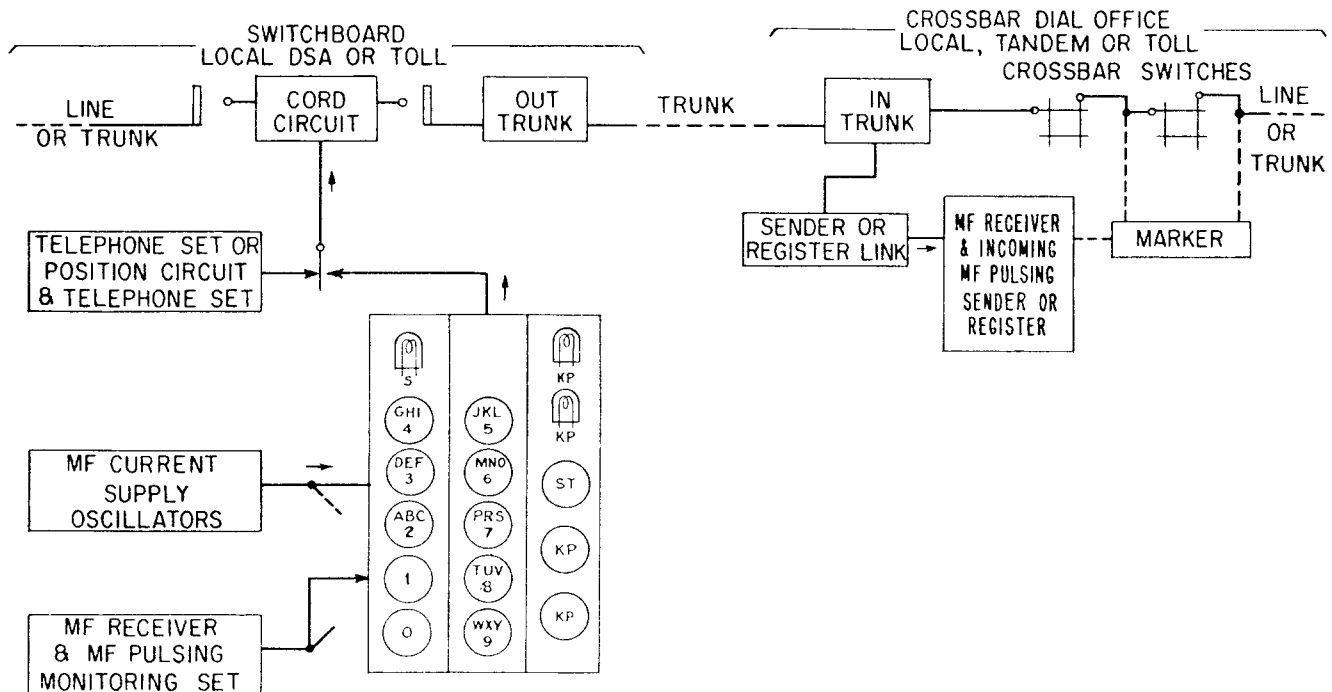 SWITCHBOARD
LOCAL DSA OR TOLL
CROSSBAR DIAL OFFICE
LOCAL, TANDEM OR TOLL
CROSSBAR SWITCHES
LINE
OR TRUNK
CORD
CIRCUIT
OUT
TRUNK
TRUNK
IN
TRUNK
LINE
OR
TRUNK
TELEPHONE SET OR
POSITION CIRCUIT
& TELEPHONE SET
SENDER OR
REGISTER LINK
MF RECEIVER
& INCOMING
MF PULSING
SENDER OR
REGISTER
MARKER
S
KP
KP
GHI
4
JKL
5
DEF
3
MNO
6
ST
ABC
2
PRS
7
KP
1
TUV
8
KP
0
WXY
9
MF CURRENT
SUPPLY
OSCILLATORS
MF RECEIVER
& MF PULSING
MONITORING SET